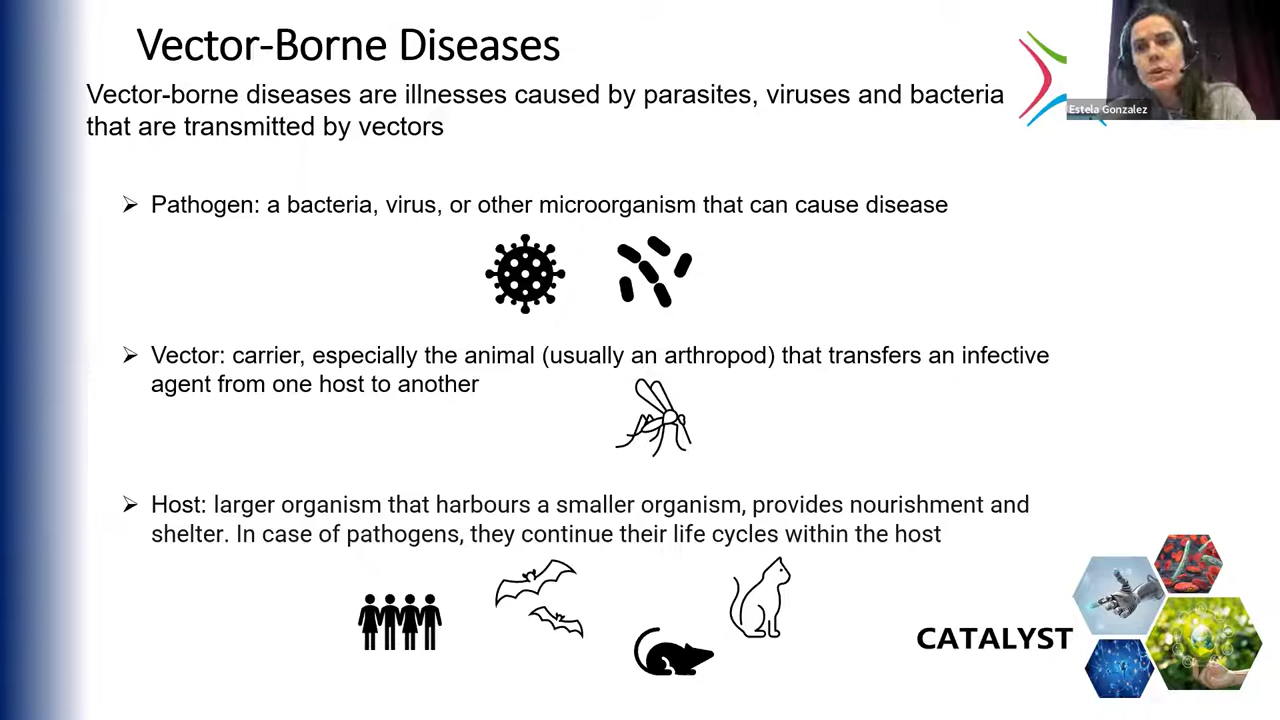 Vector-Borne Diseases
Vector-borne diseases are illnesses caused by parasites, viruses and bacteria
that are transmitted by vectors
Estela Gonzalez
➢ Pathogen: a bacteria, virus, or other microorganism that can cause disease
➢ Vector: carrier, especially the animal (usually an arthropod) that transfers an infective
agent from one host to another
➢ Host: larger organism that harbours a smaller organism, provides nourishment and
shelter. In case of pathogens, they continue their life cycles within the host
CATALYST